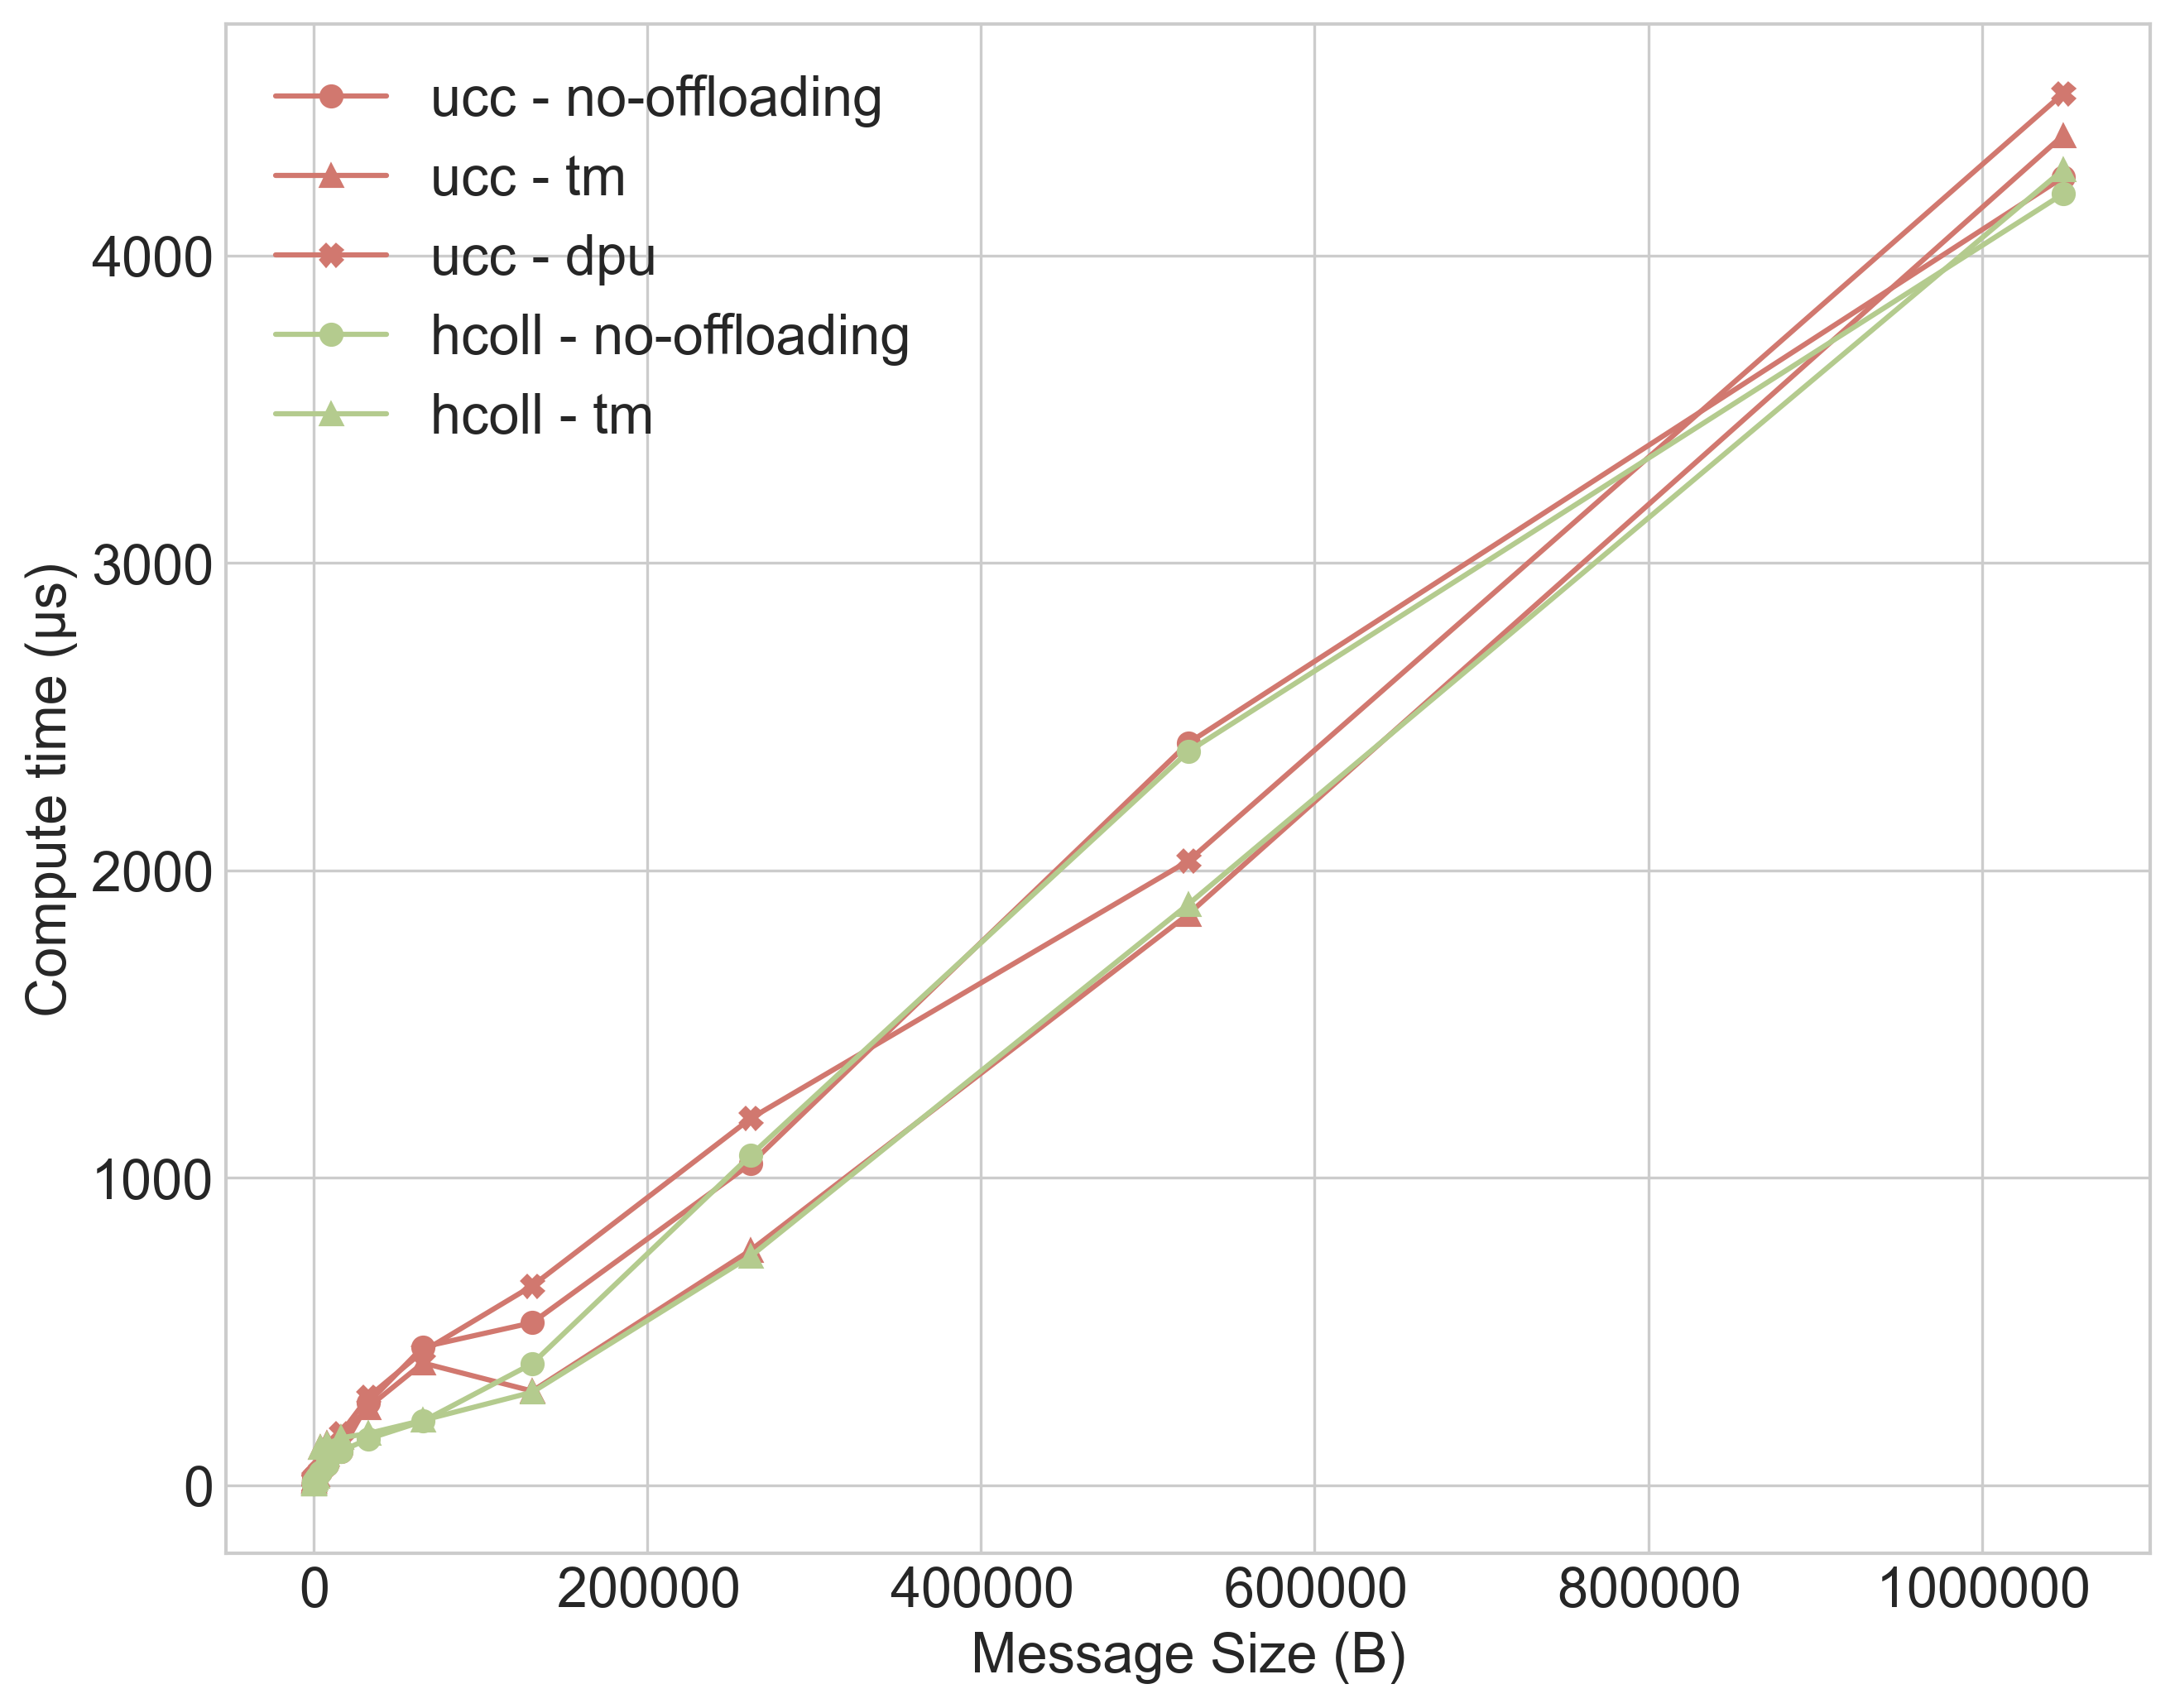 ucc - no-offloading
ucc - tm
ucc - dpu
hcoll - no-offloading
hcoll - tm
Compute time (µs)
4000
3000
2000
1000
0
0 200000 400000 600000 800000 1000000
Message Size (B)